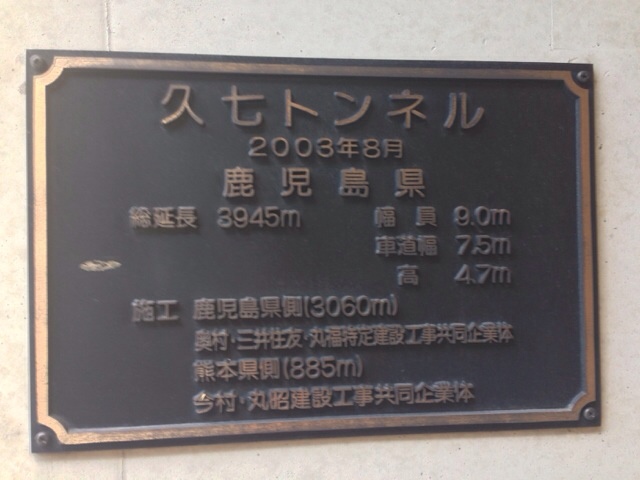 久七トンネル
2003年8月
鹿児島県
総延長 3945m 幅員 9.0m
車道幅 7.5m
高 4.7m
施工 鹿児島県側(3060m)
奥村・三井住友・丸福特定建設工事共同企業体
熊本県側(885m)
今村・丸昭建設工事共同企業体